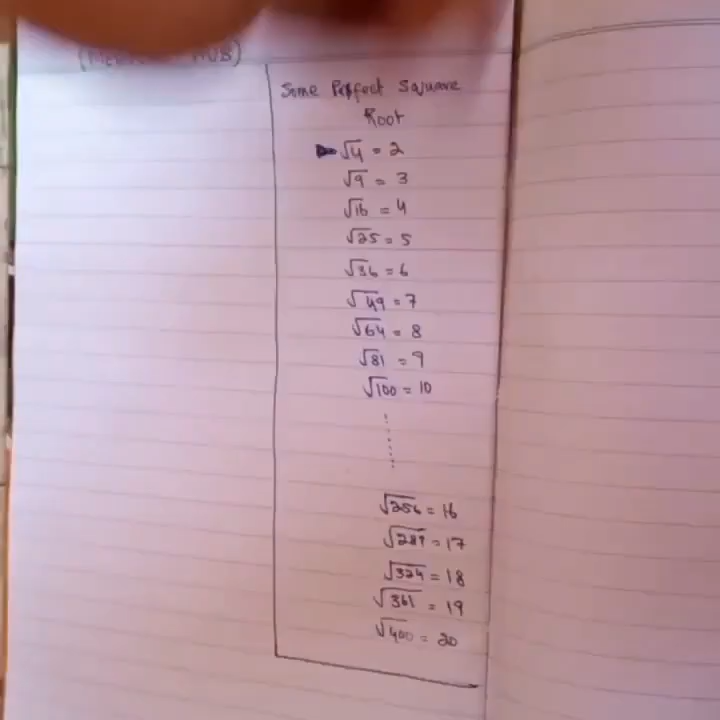 Some Perfect Square
Root
√4 = 2
√9 = 3
√16 = 4
√25 = 5
√36 = 6
√49 = 7
√64 = 8
√81 = 9
√100 = 10
.......
√256 = 16
√289 = 17
√324 = 18
√361 = 19
√400 = 20